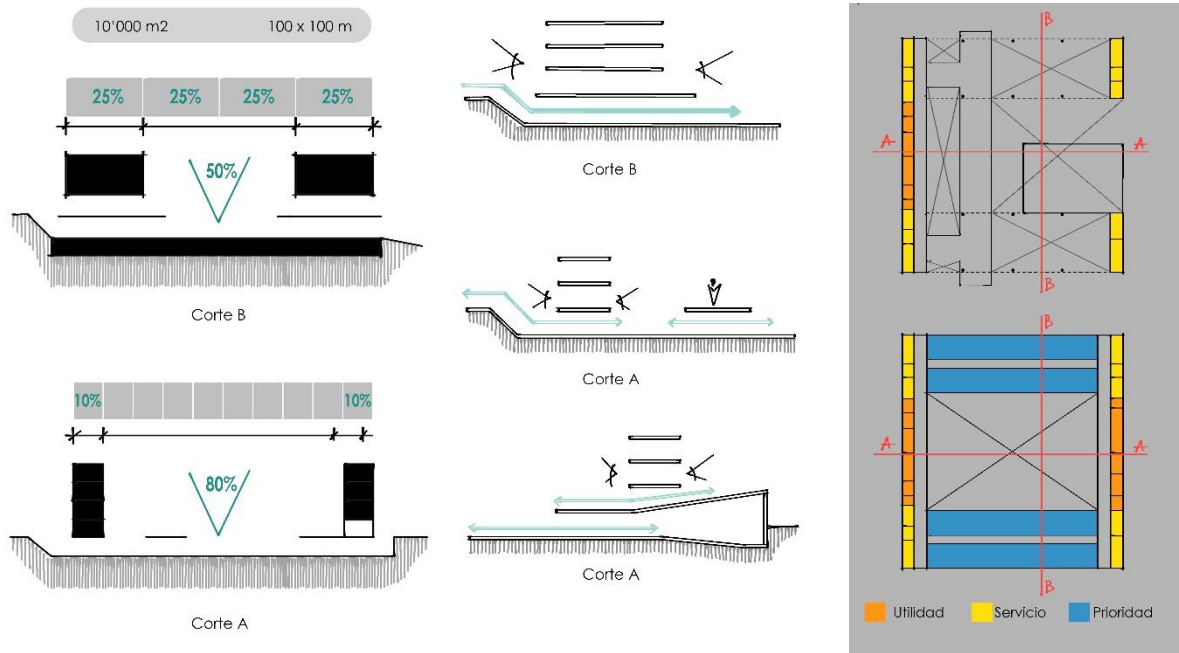 10'000 m2
100 x 100 m
25% 25% 25% 25%
50%
Corte B
10% 10%
80%
Corte A
Corte B
Corte A
Corte A
B
A A
B
B
A A
B
Utilidad
Servicio
Prioridad